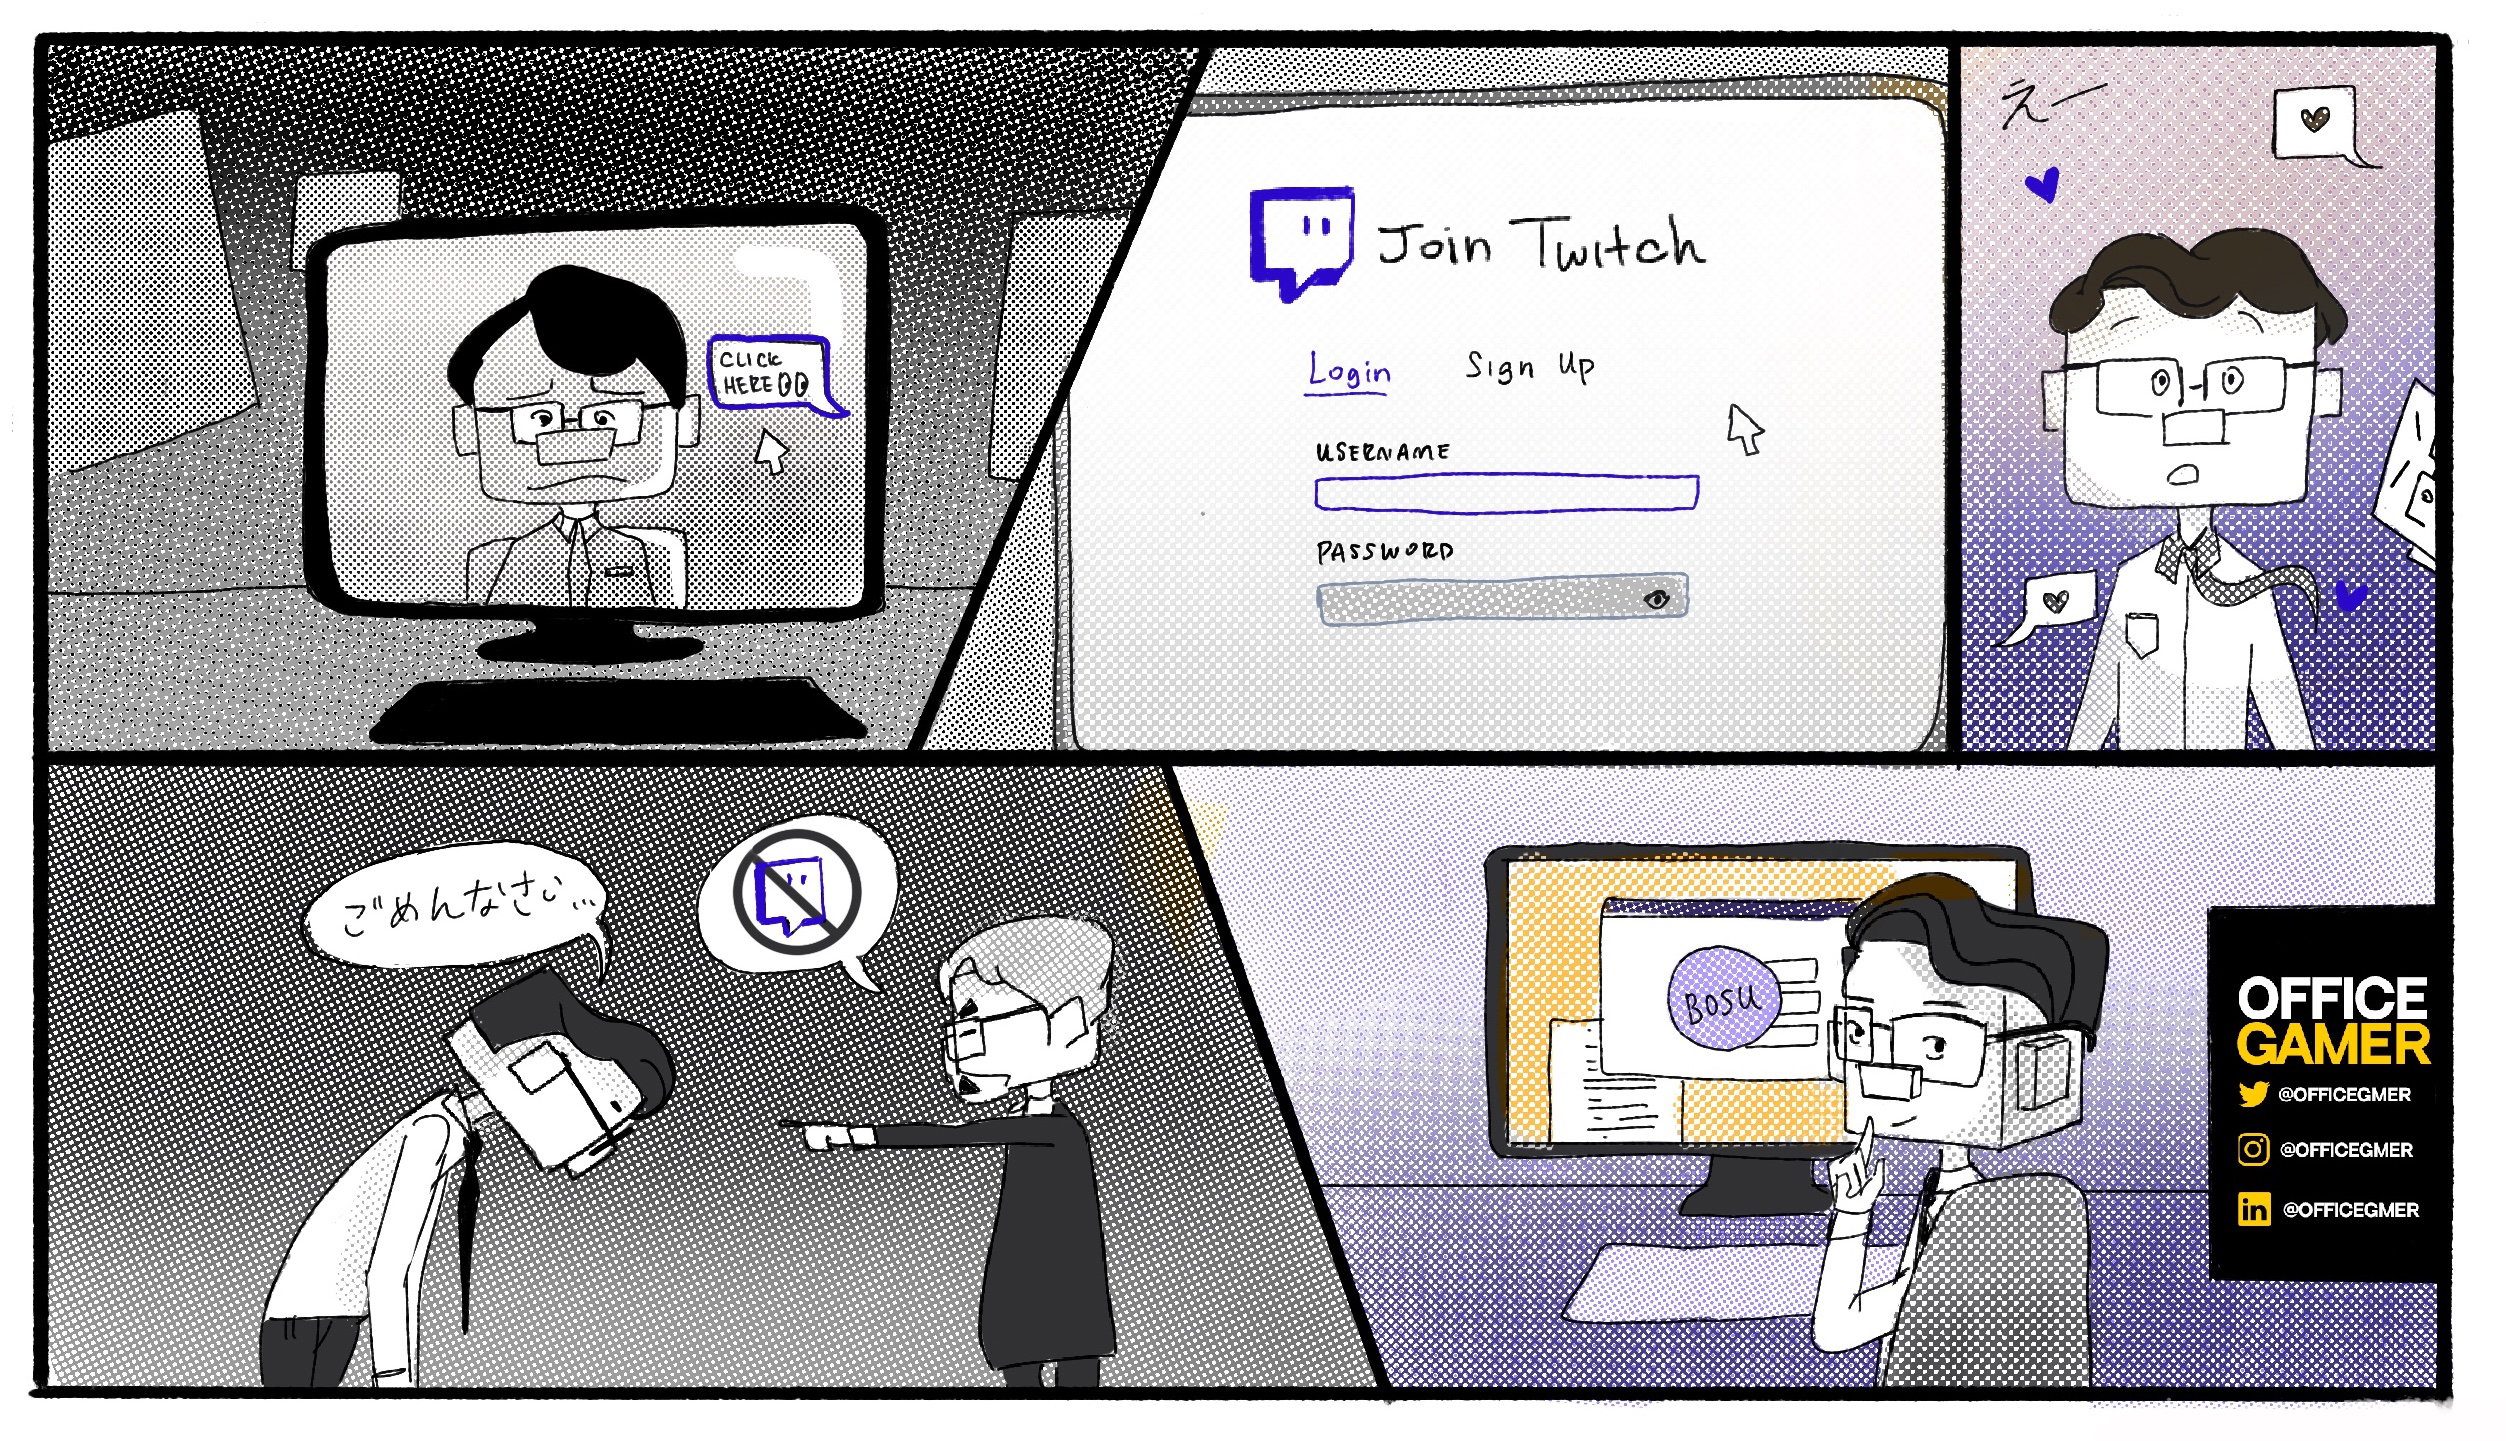 CLICK
HERE
Join Twitch
Login
Sign Up
USERNAME
PASSWORD
えー
ごめんなさい...
BOSU
OFFICE
GAMER
@OFFICEGMER
@OFFICEGMER
@OFFICEGMER